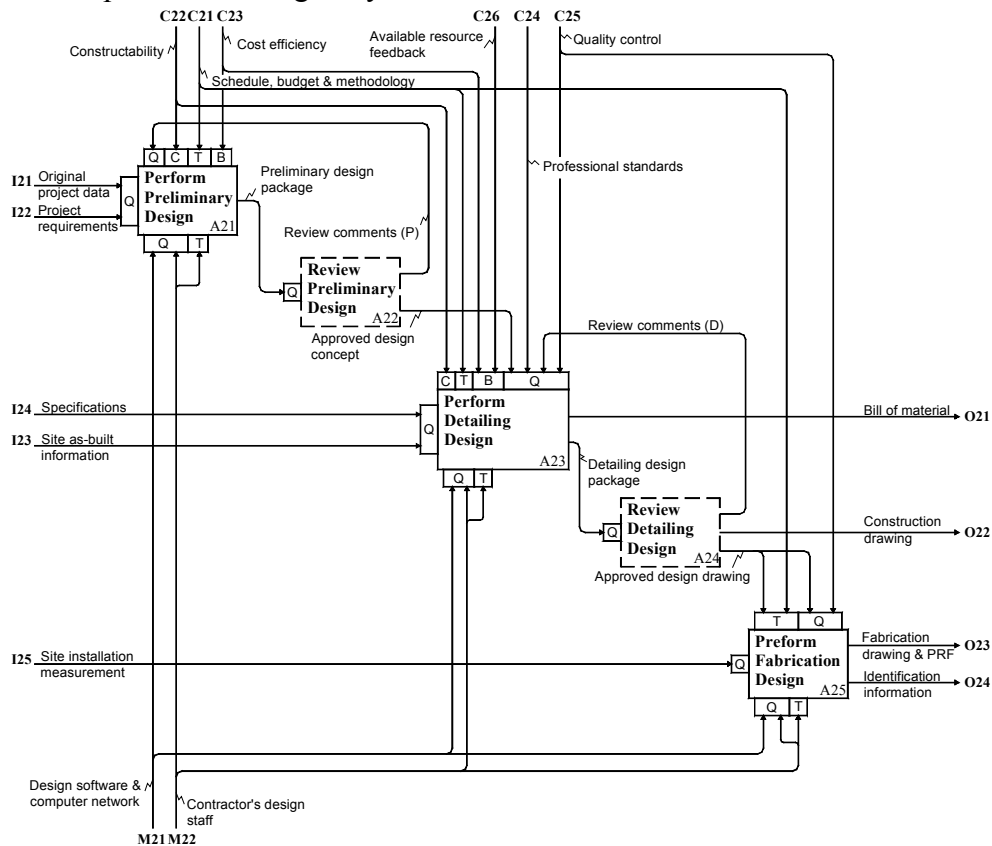 C22 C21 C23 C26 C24 C25
Constructability
Cost efficiency
Available resource
feedback
Quality control
Schedule, budget & methodology
Professional standards
Q C T B
I21 Original
project data
I22 Project
requirements
Q
Perform
Preliminary
Design
A21
Q T
Preliminary design
package
Review comments (P)
Q
Review
Preliminary
Design
A22
Approved design
concept
Review comments (D)
C T B Q
I24 Specifications
I23 Site as-built
information
Q
Perform
Detailing
Design
A23
Q T
Bill of material O21
Detailing design
package
Q
Review
Detailing
Design
A24
Construction
drawing
O22
Approved design drawing
T Q
I25 Site installation
measurement
Q
Preform
Fabrication
Design
A25
Q T
Fabrication
drawing & PRF
O23
Identification
information
O24
Design software &
computer network
Contractor's design
staff
M21 M22